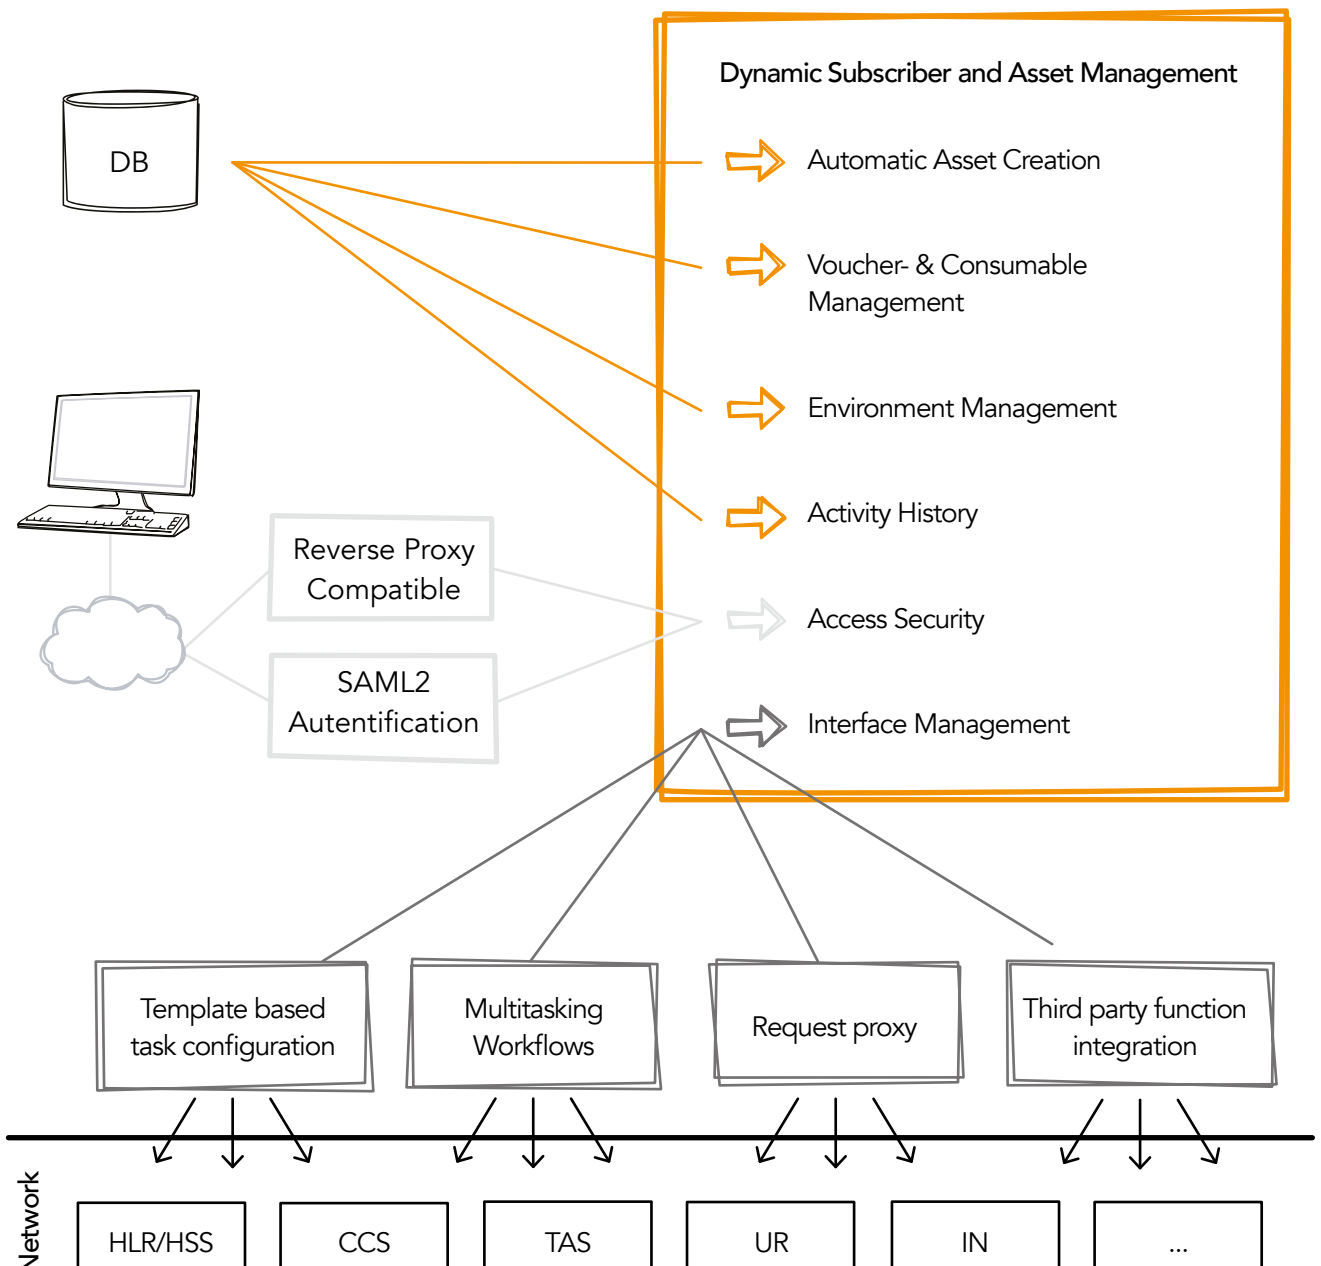 Dynamic Subscriber and Asset Management
DB
Automatic Asset Creation
Voucher- & Consumable
Management
Environment Management
Activity History
Reverse Proxy
Compatible
Access Security
SAML2
Autentification
Interface Management
Template based
task configuration
Multitasking
Workflows
Request proxy
Third party function
integration
Network
HLR/HSS
CCS
TAS
UR
IN
...